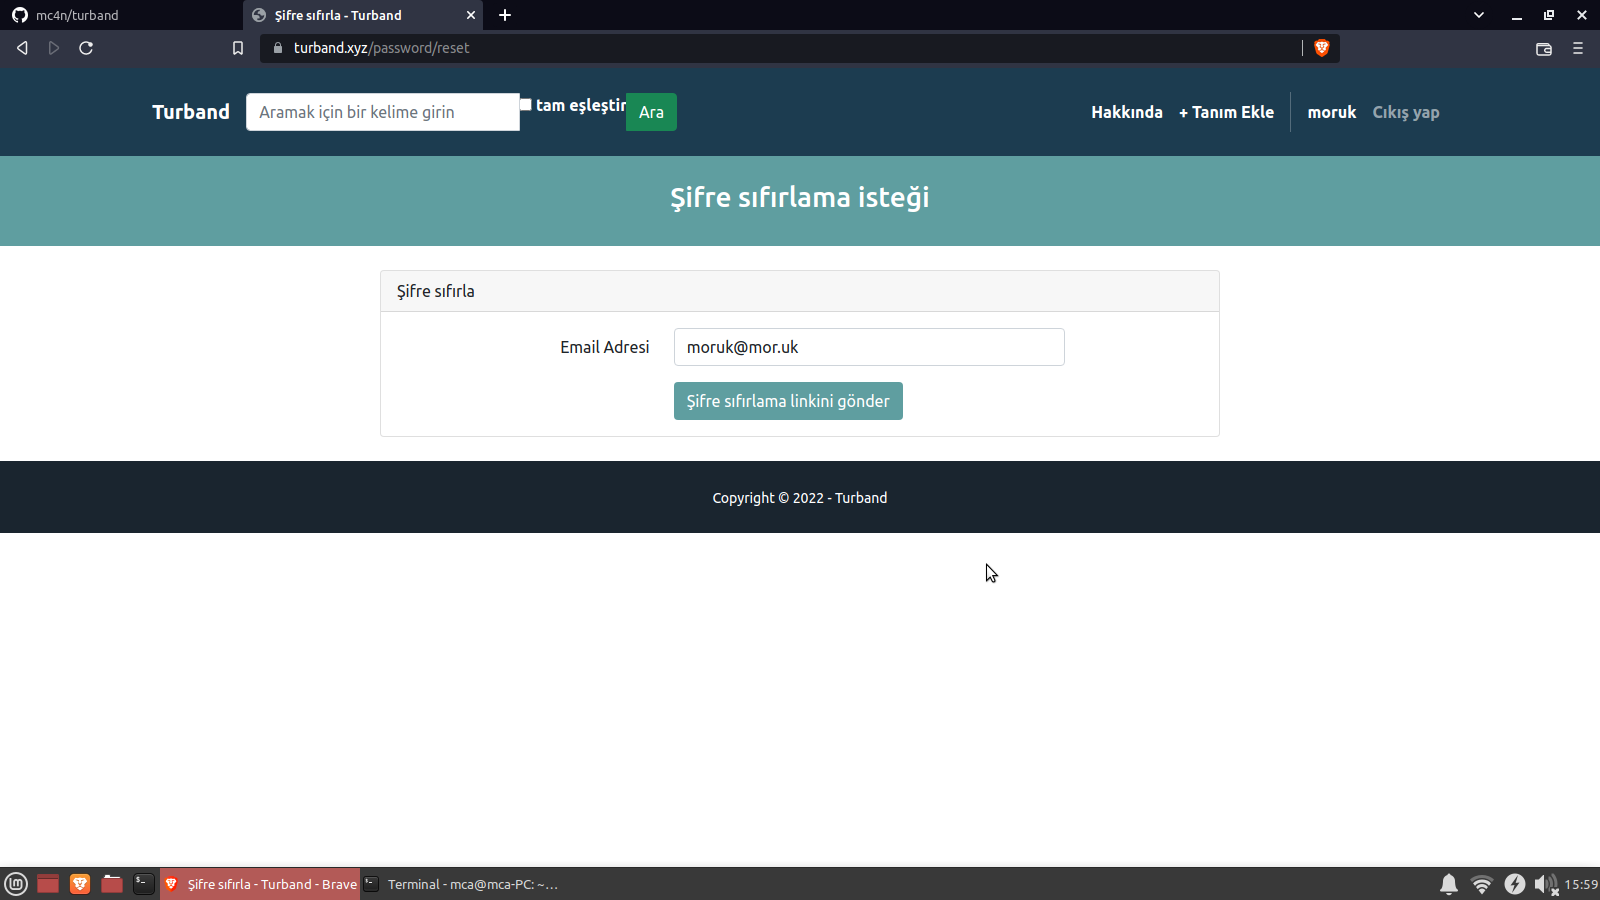 mc4n/turband
Şifre sıfırla - Turband
turband.xyz/password/reset
Turband
Aramak için bir kelime girin
tam eşleştir
Ara
Hakkında
+ Tanım Ekle
moruk
Cıkış yap
Şifre sıfırlama isteği
Şifre sıfırla
Email Adresi
moruk@mor.uk
Şifre sıfırlama linkini gönder
Copyright © 2022 - Turband
Şifre sıfırla - Turband - Brave
Terminal - mca@mca-PC: ~...
15:59